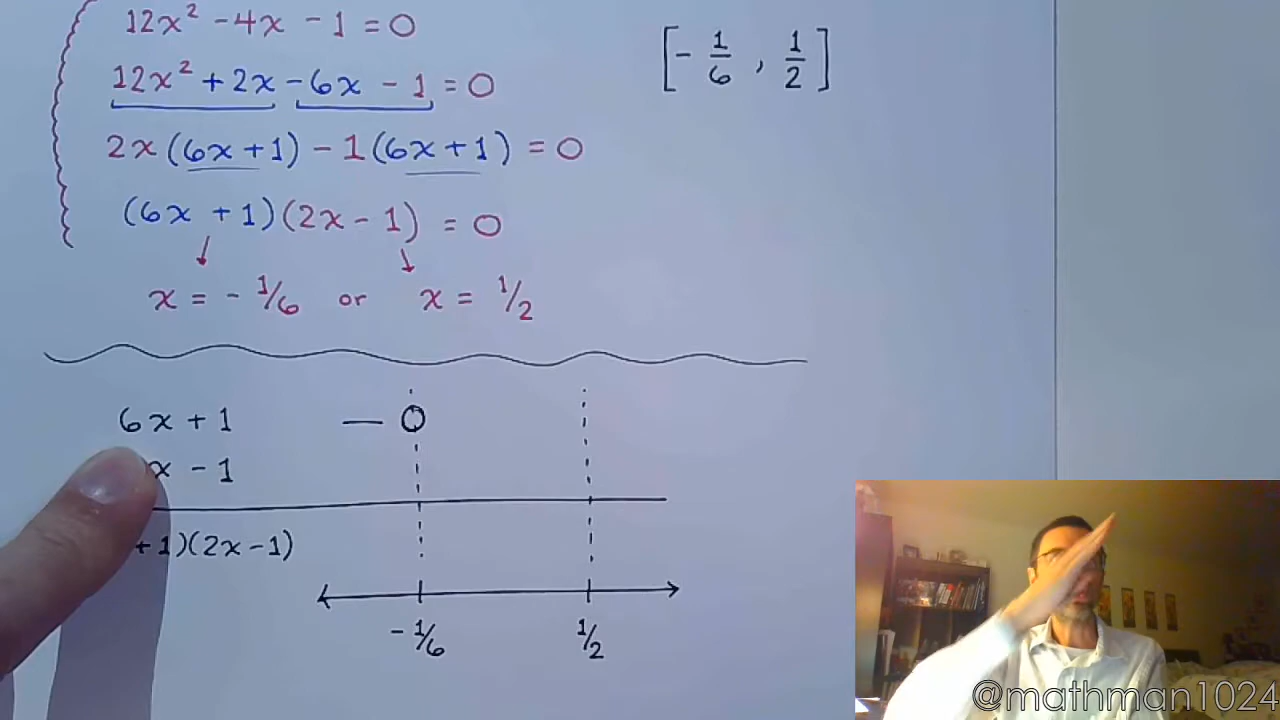 12x² - 4x - 1 = 0
12x² + 2x - 6x - 1 = 0
2x (6x + 1) - 1 (6x + 1) = 0
(6x + 1)(2x - 1) = 0
x = - 1/6 or x = 1/2
[- 1/6 , 1/2]
6x + 1 — 0
x - 1
+ 1)(2x - 1)
- 1/6 1/2
@mathman1024